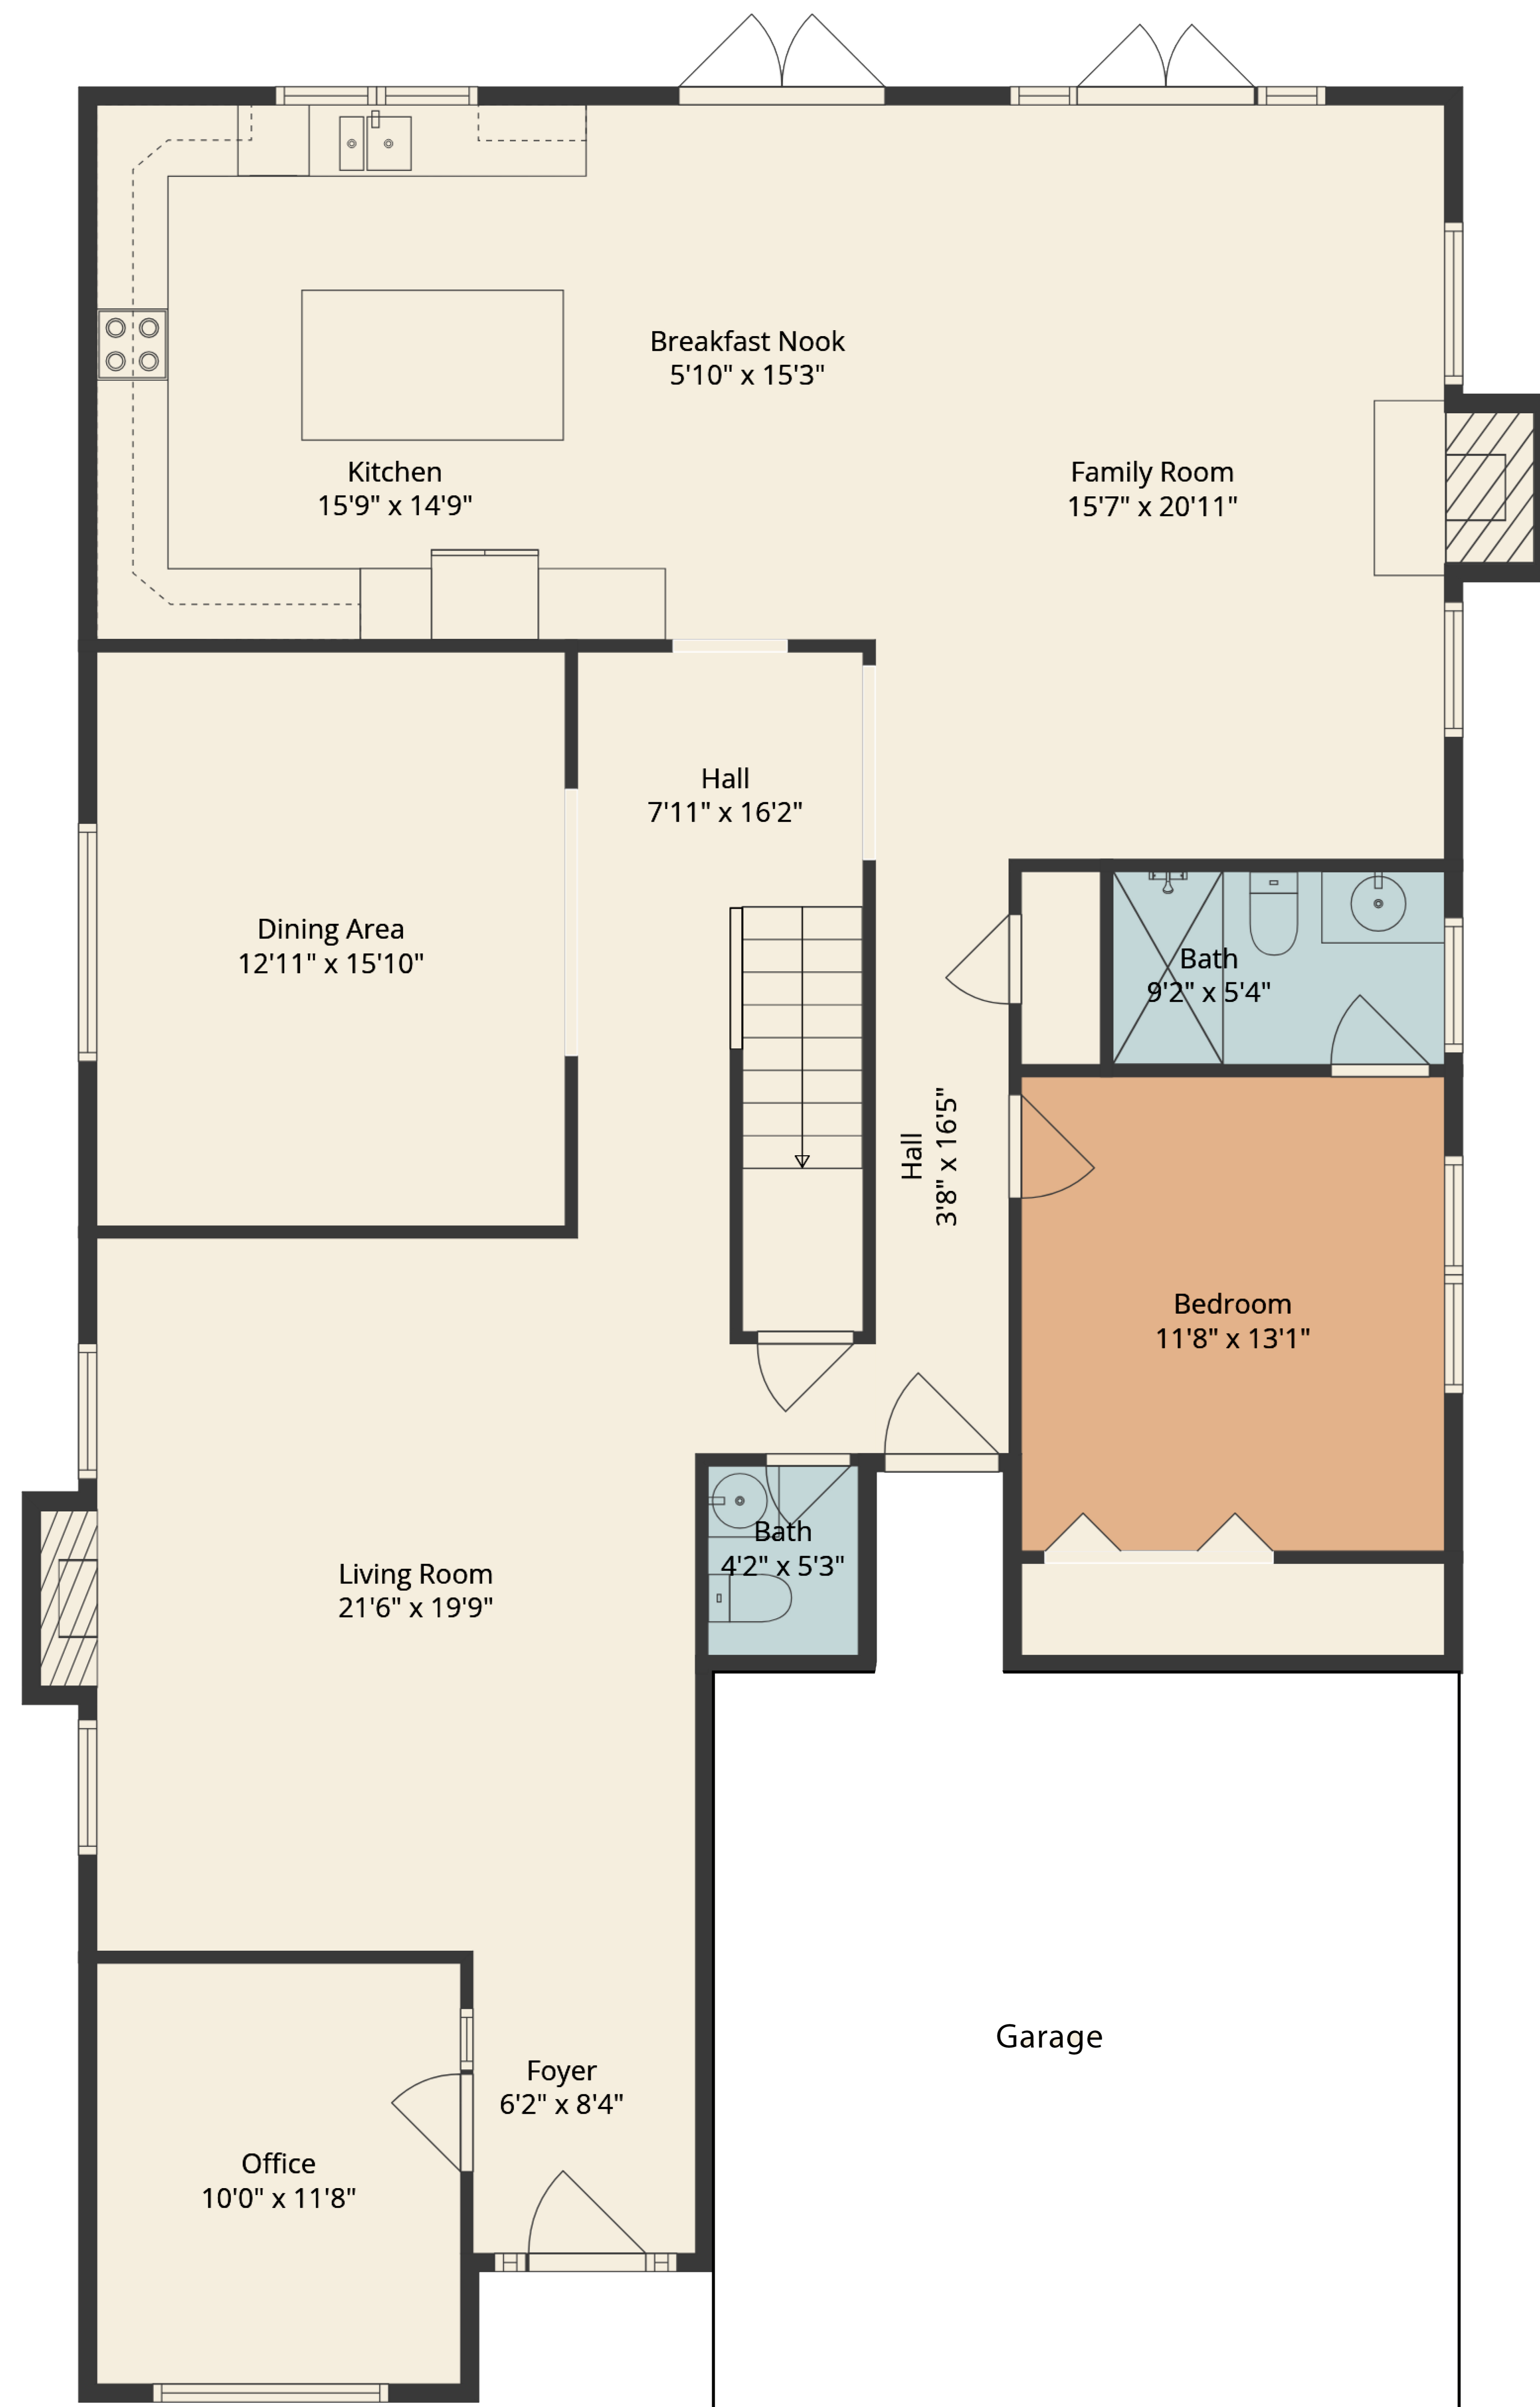 Breakfast Nook
5'10" x 15'3"
Kitchen
15'9" x 14'9"
Family Room
15'7" x 20'11"
Hall
7'11" x 16'2"
Dining Area
12'11" x 15'10"
Bath
9'2" x 5'4"
Hall
3'8" x 16'5"
Bedroom
11'8" x 13'1"
Bath
4'2" x 5'3"
Living Room
21'6" x 19'9"
Garage
Foyer
6'2" x 8'4"
Office
10'0" x 11'8"